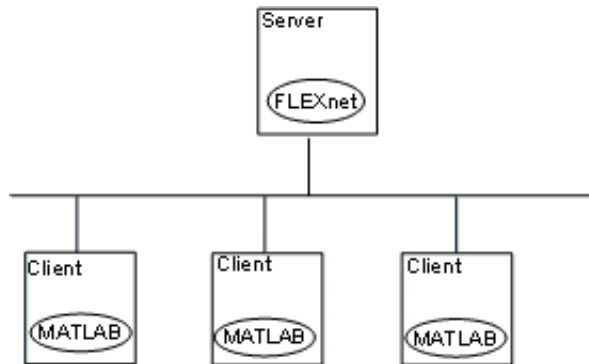 Server
FLEXnet
Client
MATLAB
Client
MATLAB
Client
MATLAB